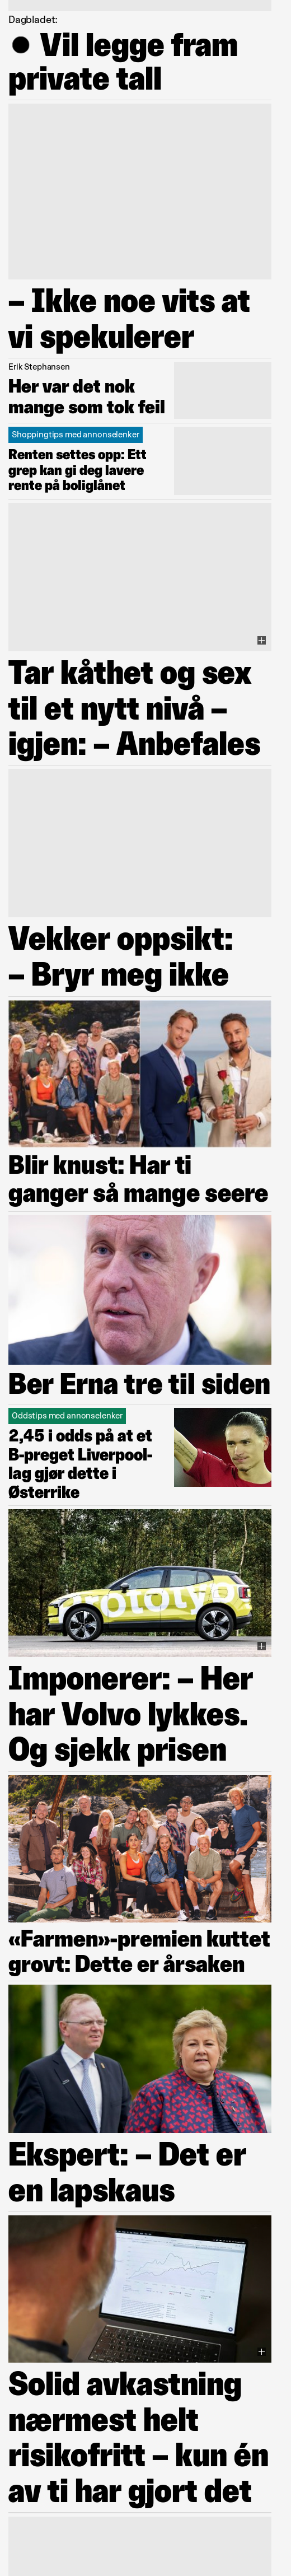 Dagbladet:
● Vil legge fram
private tall
– Ikke noe vits at
vi spekulerer
Erik Stephansen
Her var det nok
mange som tok feil
Shoppingtips med annonselenker
Renten settes opp: Ett
grep kan gi deg lavere
rente på boliglånet
Tar kåthet og sex
til et nytt nivå –
igjen: – Anbefales
Vekker oppsikt:
– Bryr meg ikke
Blir knust: Har ti
ganger så mange seere
Ber Erna tre til siden
Oddstips med annonselenker
2,45 i odds på at et
B-preget Liverpool-
lag gjør dette i
Østerrike
prototyp
Imponerer: – Her
har Volvo lykkes.
Og sjekk prisen
«Farmen»-premien kuttet
grovt: Dette er årsaken
Ekspert: – Det er
en lapskaus
Solid avkastning
nærmest helt
risikofritt – kun én
av ti har gjort det